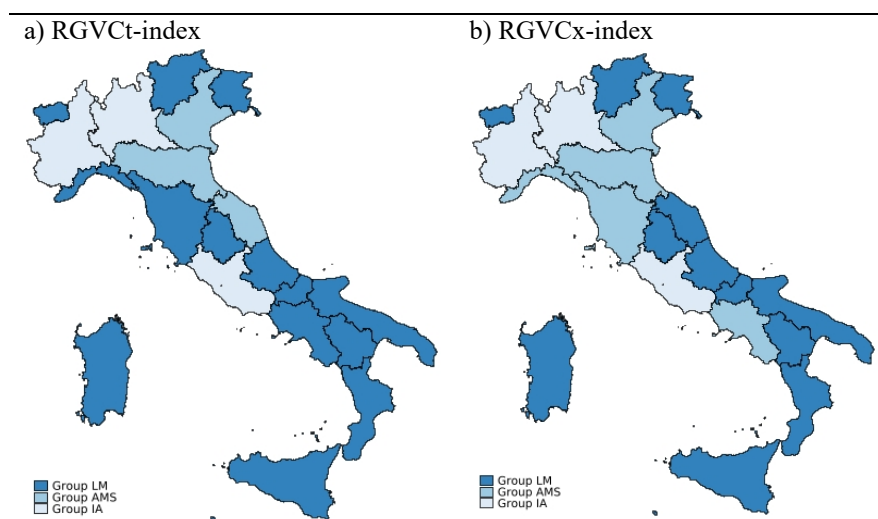 a) RGVCt-index
b) RGVCx-index
Group LM
Group AMS
Group IA
Group LM
Group AMS
Group IA